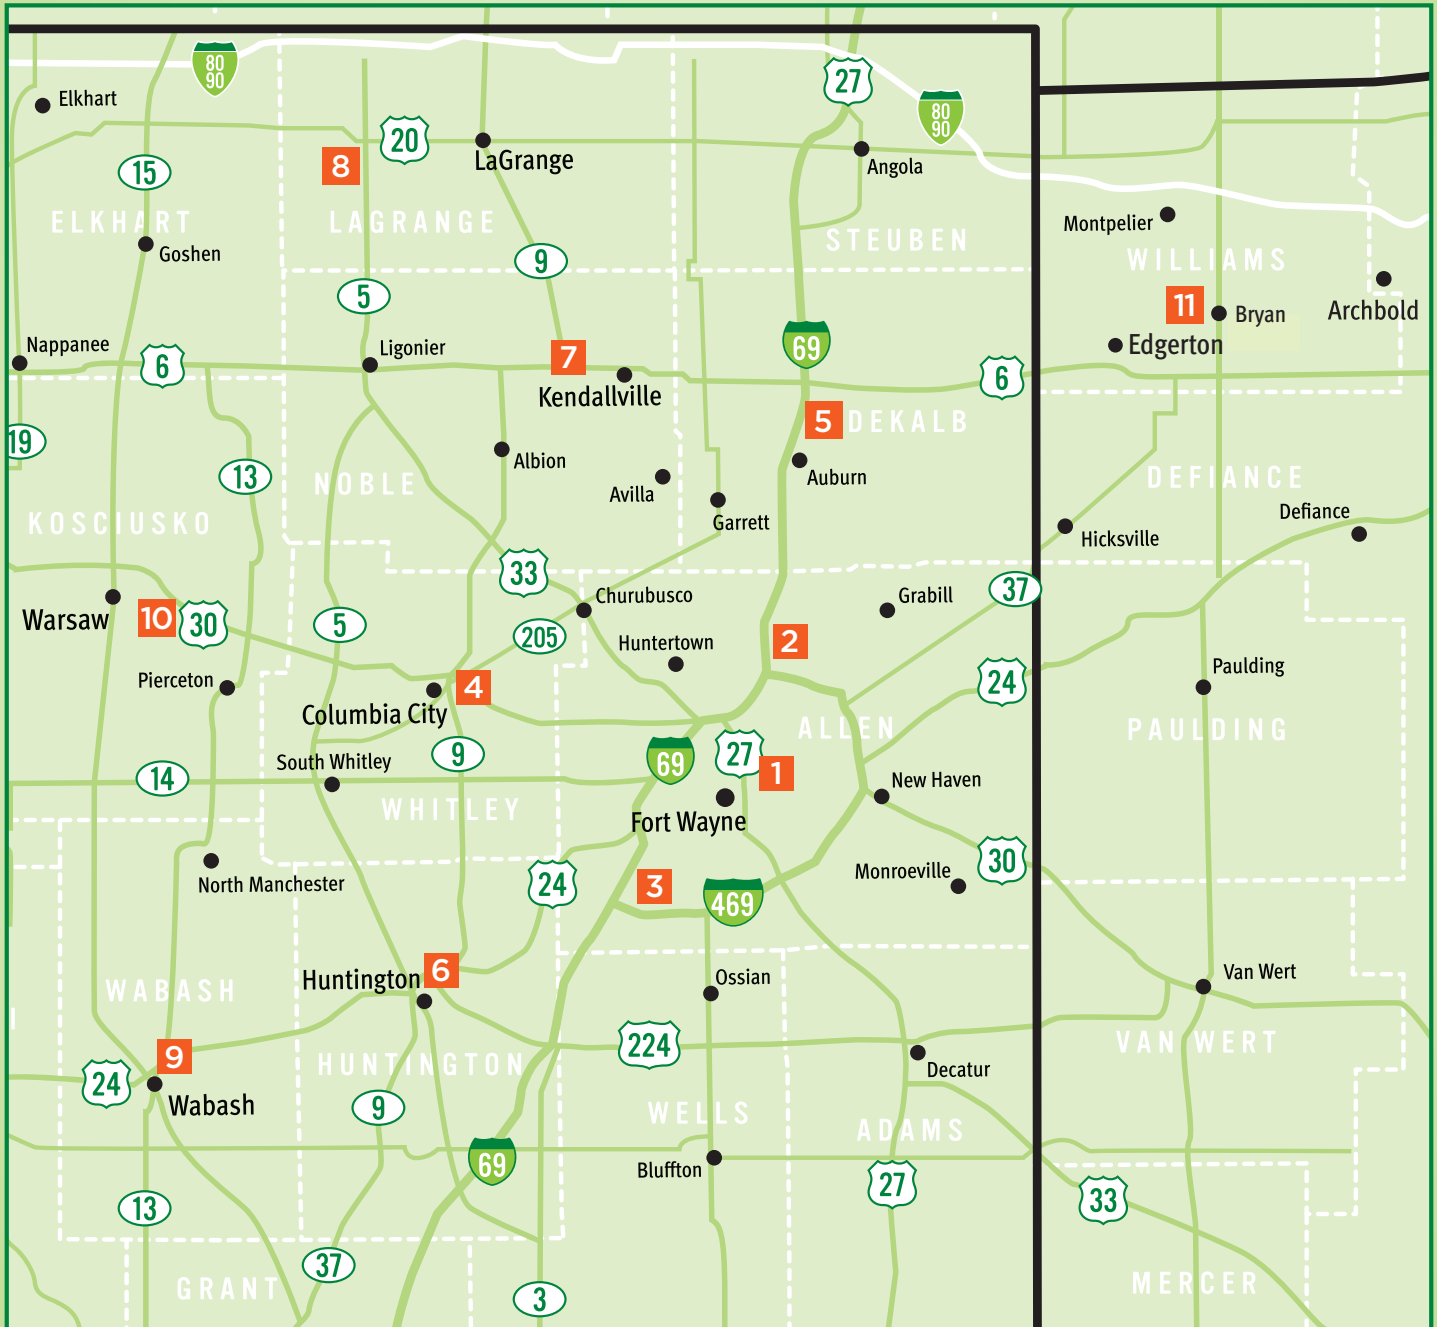 80
90
27
80
90
Elkhart
20
8
LaGrange
Angola
15
ELKHART
LAGRANGE
STEUBEN
Montpelier
WILLIAMS
Goshen
9
5
11
Bryan
Archbold
Nappanee
6
Ligonier
7
69
Edgerton
Kendallville
6
5
DEKALB
19
13
Albion
NOBLE
Avilla
Auburn
DEFIANCE
KOSCIUSKO
Garrett
Defiance
Hicksville
33
37
Warsaw
10
30
5
Churubusco
Grabill
205
Huntertown
2
Pierceton
4
24
Paulding
Columbia City
ALLEN
PAULDING
South Whitley
9
69
27
1
14
New Haven
WHITLEY
Fort Wayne
North Manchester
24
3
469
Monroeville
30
WABASH
Huntington
6
Ossian
Van Wert
9
HUNTINGTON
224
VAN WERT
24
Wabash
Decatur
9
WELLS
ADAMS
69
Bluffton
27
33
13
37
GRANT
3
MERCER